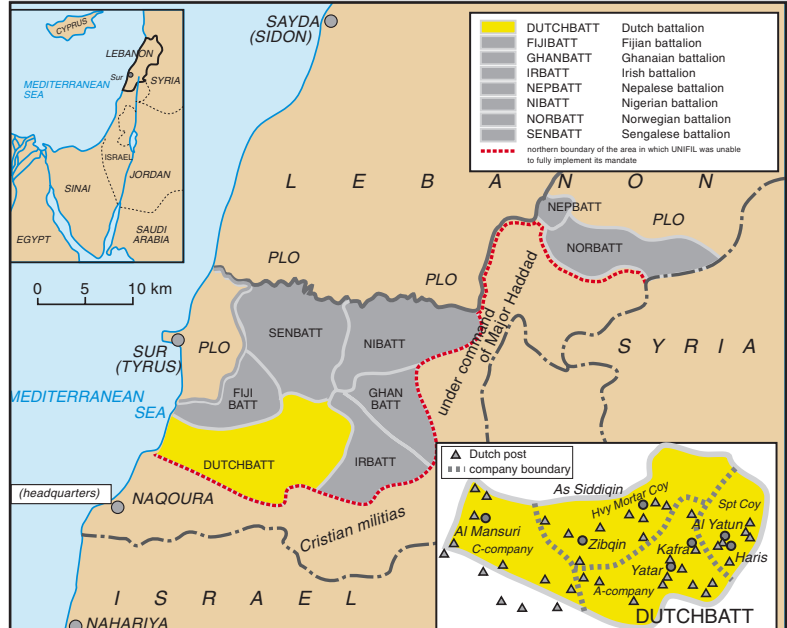 CYPRUS
LEBANON
Sur
SYRIA
MEDITERRANEAN
SEA
ISRAEL
JORDAN
SINAI
EGYPT
SAUDI
ARABIA
SAYDA
(SIDON)
DUTCHBATT Dutch battalion
FIJIBATT Fijian battalion
GHANBATT Ghanaian battalion
IRBATT Irish battalion
NEPBATT Nepalese battalion
NIBATT Nigerian battalion
NORBATT Norwegian battalion
SENBATT Sengalese battalion
northern boundary of the area in which UNIFIL was unable
to fully implement its mandate
LEBANON
NEPBATT
PLO
NORBATT
PLO
PLO
0 5 10 km
SENBATT
NIBATT
under command
of Major Haddad
SYRIA
SUR
(TYRUS)
PLO
FIJI
BATT
GHAN
BATT
MEDITERRANEAN
SEA
DUTCHBATT
IRBATT
(headquarters)
NAQOURA
Cristian militias
ISRAEL
NAHARIYA
Dutch post
company boundary
As Siddiqin
Hvy Mortar Coy
Spt Coy
Al Mansuri
Al Yatun
C-company
Zibqin
Kafra
Haris
Yatar
A-company
DUTCHBATT